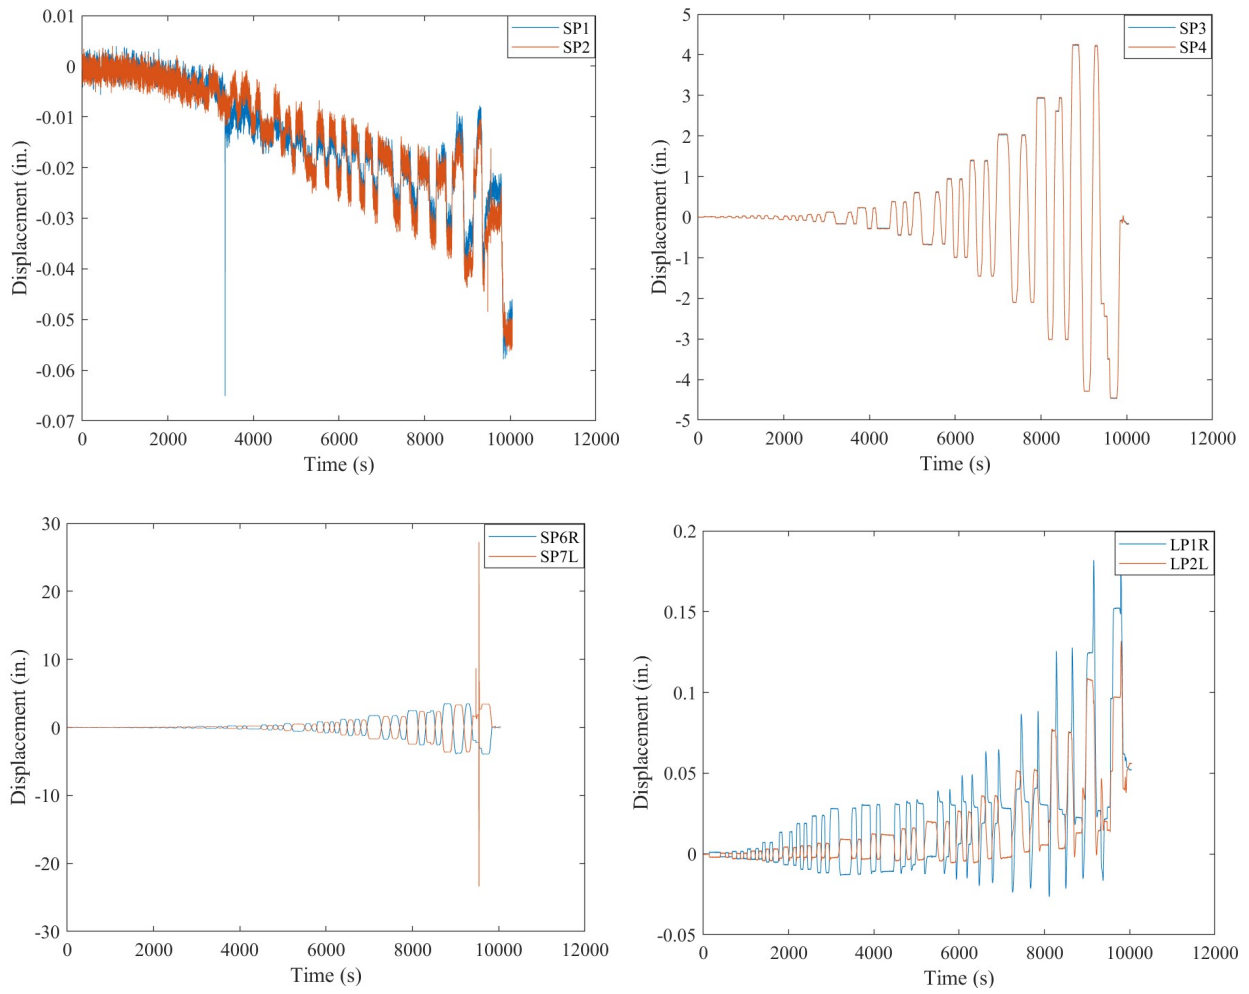 0.01
0
-0.01
-0.02
-0.03
-0.04
-0.05
-0.06
-0.07
Displacement (in.)
0 2000 4000 6000 8000 10000 12000
Time (s)
SP1
SP2
5
4
3
2
1
0
-1
-2
-3
-4
-5
Displacement (in.)
0 2000 4000 6000 8000 10000 12000
Time (s)
SP3
SP4
30
20
10
0
-10
-20
-30
Displacement (in.)
0 2000 4000 6000 8000 10000 12000
Time (s)
SP6R
SP7L
0.2
0.15
0.1
0.05
0
-0.05
Displacement (in.)
0 2000 4000 6000 8000 10000 12000
Time (s)
LP1R
LP2L